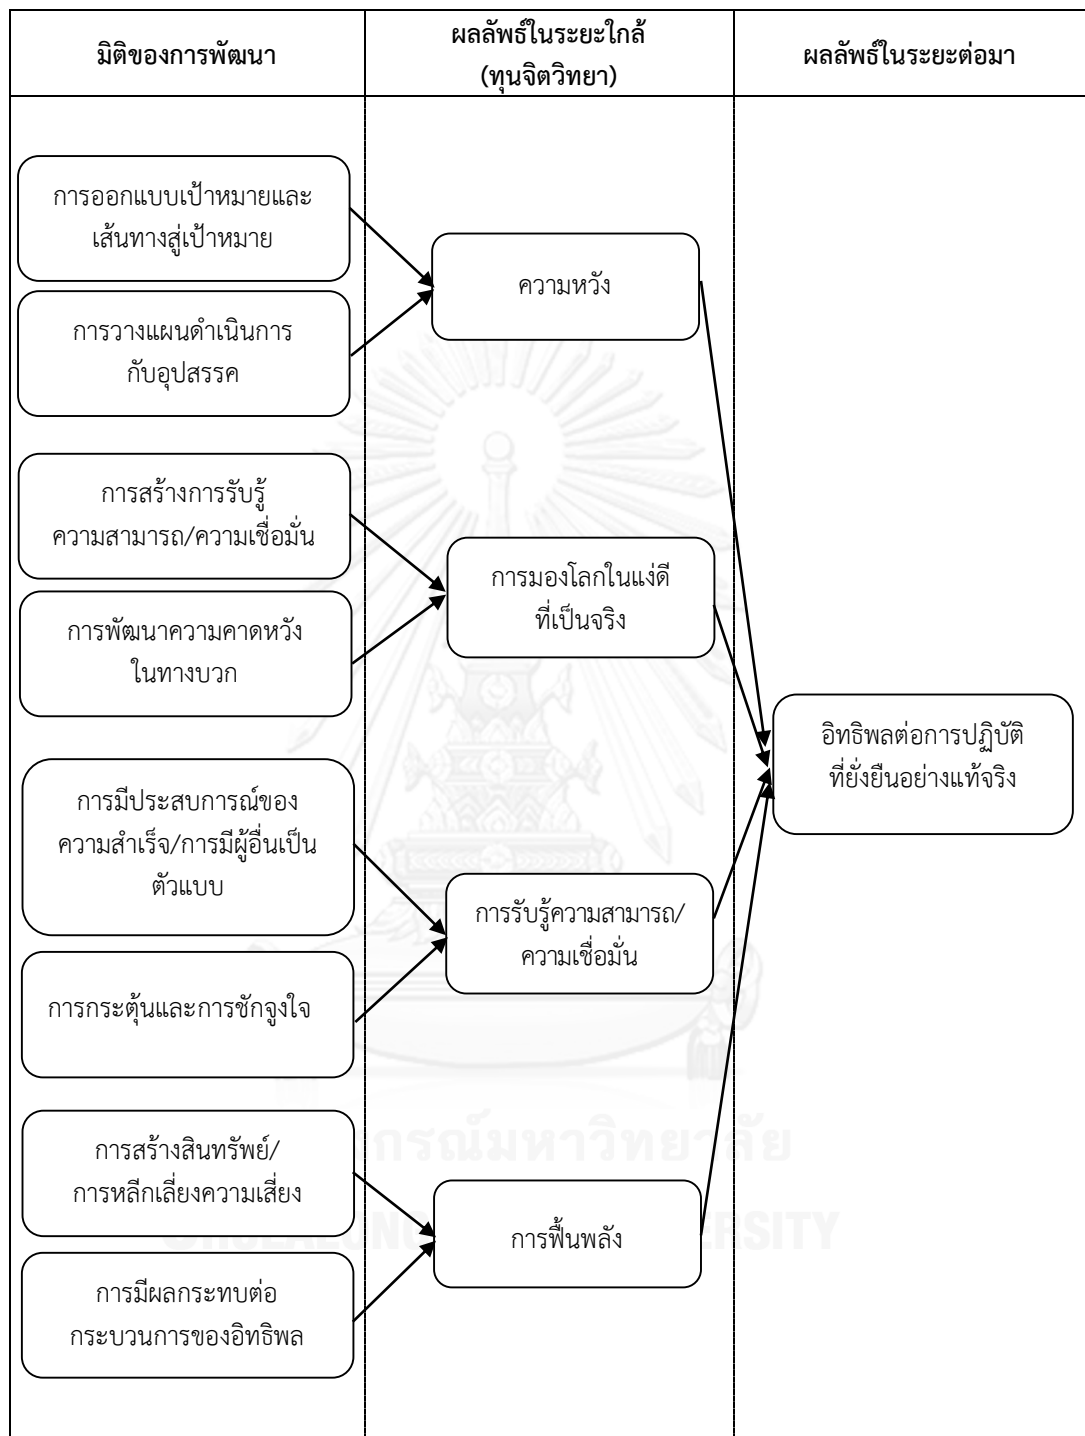 มิติของการพัฒนา
ผลลัพธ์ในระยะใกล้
(ทุนจิตวิทยา)
ผลลัพธ์ในระยะต่อมา
การออกแบบเป้าหมายและ
เส้นทางสู่เป้าหมาย
การวางแผนดำเนินการ
กับอุปสรรค
ความหวัง
การสร้างการรับรู้
ความสามารถ/ความเชื่อมั่น
การพัฒนาความคาดหวัง
ในทางบวก
การมองโลกในแง่ดี
ที่เป็นจริง
การมีประสบการณ์ของ
ความสำเร็จ/การมีผู้อื่นเป็น
ตัวแบบ
การกระตุ้นและการชักจูงใจ
การรับรู้ความสามารถ/
ความเชื่อมั่น
การสร้างสินทรัพย์/
การหลีกเลี่ยงความเสี่ยง
การมีผลกระทบต่อ
กระบวนการของอิทธิพล
การฟื้นพลัง
อิทธิพลต่อการปฏิบัติ
ที่ยั่งยืนอย่างแท้จริง